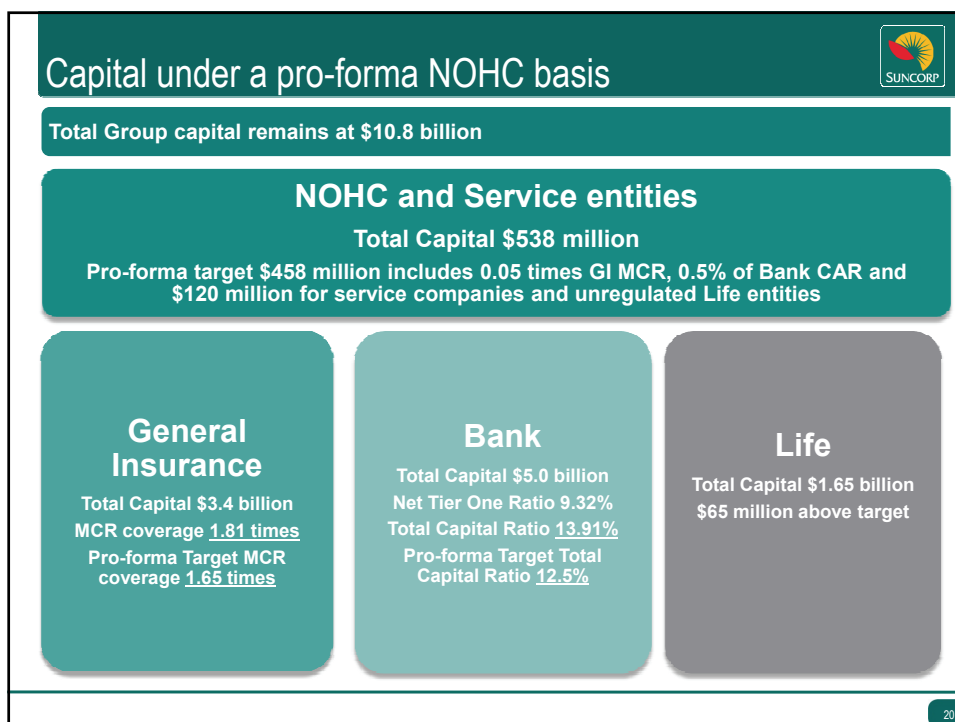 Capital under a pro-forma NOHC basis
SUNCORP
Total Group capital remains at $10.8 billion
NOHC and Service entities
Total Capital $538 million
Pro-forma target $458 million includes 0.05 times GI MCR, 0.5% of Bank CAR and
$120 million for service companies and unregulated Life entities
General
Insurance
Total Capital $3.4 billion
MCR coverage 1.81 times
Pro-forma Target MCR
coverage 1.65 times
Bank
Total Capital $5.0 billion
Net Tier One Ratio 9.32%
Total Capital Ratio 13.91%
Pro-forma Target Total
Capital Ratio 12.5%
Life
Total Capital $1.65 billion
$65 million above target
20